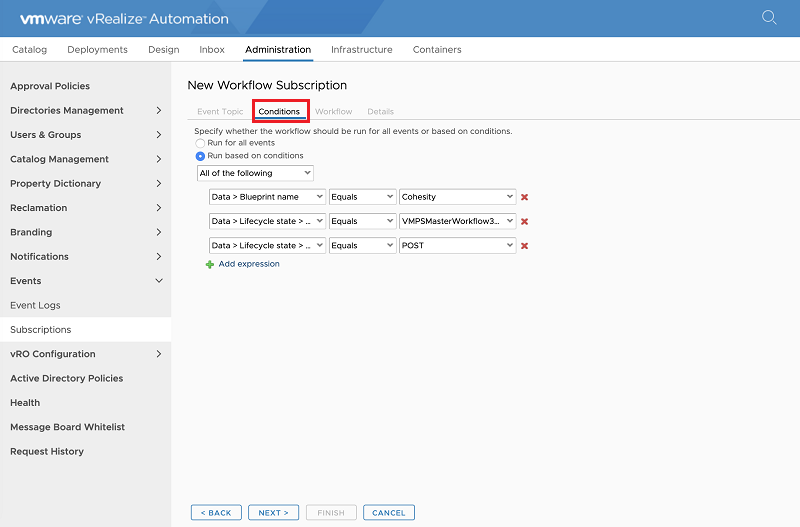 vmware vRealize™ Automation
Catalog Deployments Design Inbox Administration Infrastructure Containers
Approval Policies
Directories Management
Users & Groups
Catalog Management
Property Dictionary
Reclamation
Branding
Notifications
Events
Event Logs
Subscriptions
vRO Configuration
Active Directory Policies
Health
Message Board Whitelist
Request History
New Workflow Subscription
Event Topic Conditions Workflow Details
Specify whether the workflow should be run for all events or based on conditions.
Run for all events
Run based on conditions
All of the following
Data > Blueprint name Equals Cohesity
Data > Lifecycle state > ... Equals VMPSMasterWorkflow3...
Data > Lifecycle state > ... Equals POST
Add expression
< BACK NEXT > FINISH CANCEL